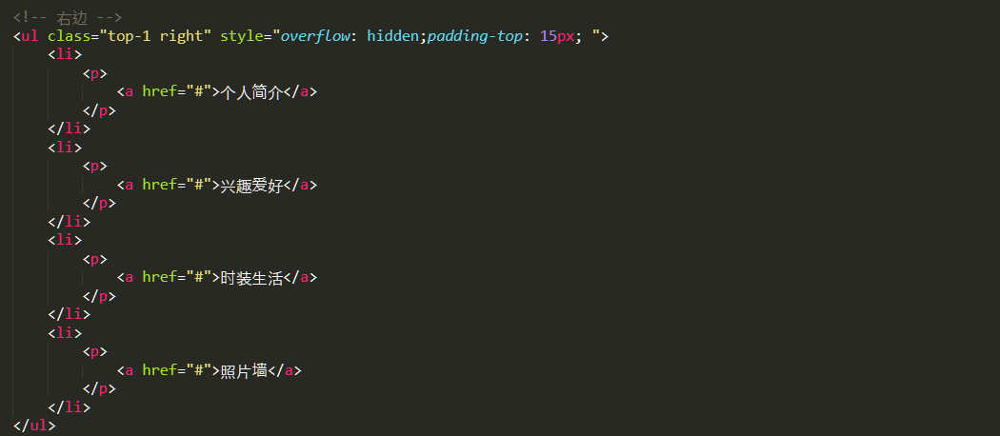 <!-- 右边 -->
<ul class="top-1 right" style="overflow: hidden;padding-top: 15px; ">
    <li>
        <p>
            <a href="#">个人简介</a>
        </p>
    </li>
    <li>
        <p>
            <a href="#">兴趣爱好</a>
        </p>
    </li>
    <li>
        <p>
            <a href="#">时装生活</a>
        </p>
    </li>
    <li>
        <p>
            <a href="#">照片墙</a>
        </p>
    </li>
</ul>